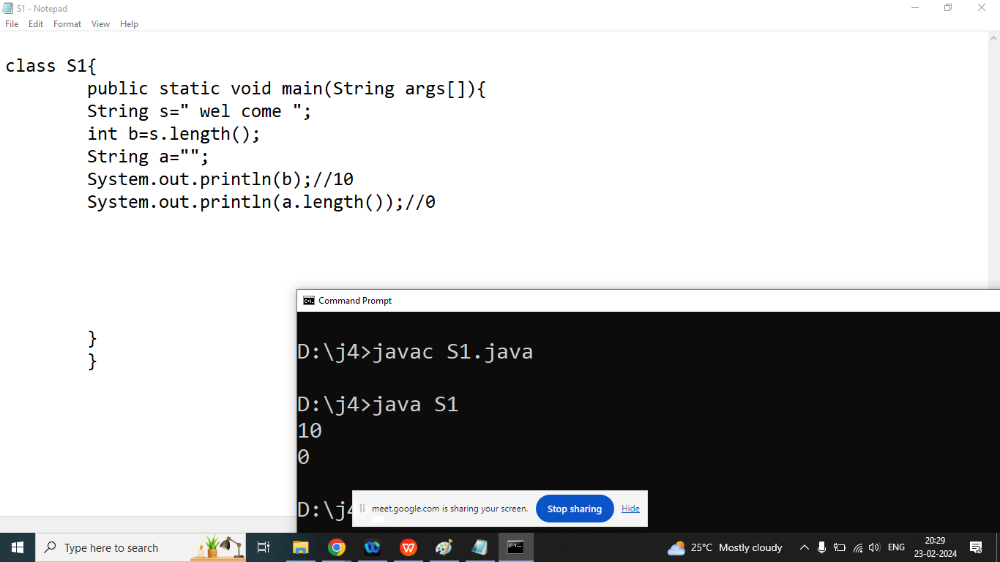 S1 - Notepad
File Edit Format View Help
class S1{
public static void main(String args[]){
String s=" wel come ";
int b=s.length();
String a="";
System.out.println(b);//10
System.out.println(a.length());//0
}
}
Command Prompt
D:\j4>javac S1.java
D:\j4>java S1
10
0
D:\j4
meet.google.com is sharing your screen. Stop sharing Hide
Type here to search
25°C Mostly cloudy
ENG
20:29
23-02-2024